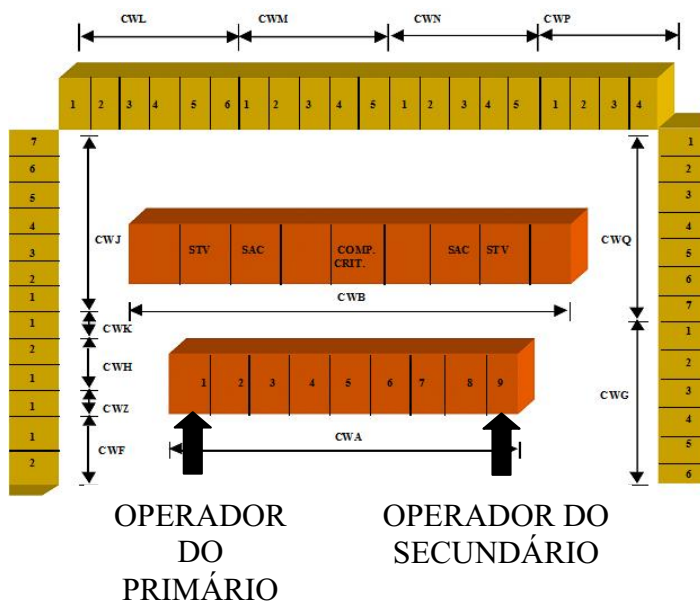 CWL CWM CWN CWP
1 2 3 4 5 6 1 2 3 4 5 1 2 3 4 5 1 2 3 4
7
6
5
4
3
2
1
1
2
1
1
1
2
CWJ
CWK
CWH
CWZ
CWF
STV SAC COMP. SAC STV
CRIT.
CWB
1 2 3 4 5 6 7 8 9
CWA
CWQ
CWG
1
2
3
4
5
6
7
1
2
3
4
5
6
OPERADOR
DO
PRIMÁRIO
OPERADOR DO
SECUNDÁRIO